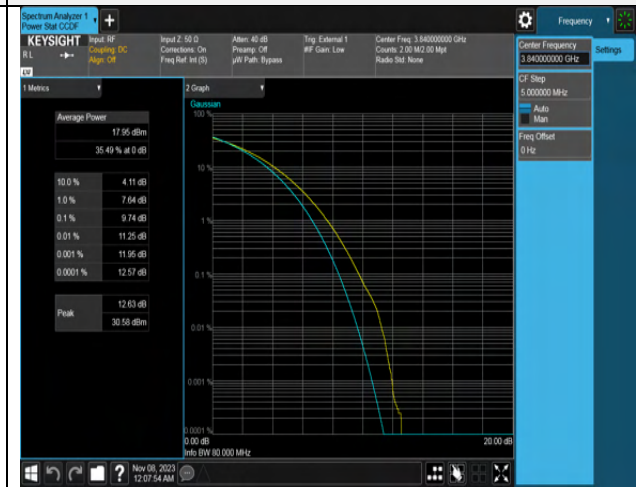 Spectrum Analyzer 1
Power Stat CCDF
Frequency
KEYSIGHT
RL
Input: RF
Coupling: DC
Align: Off
Input Z: 50 Ω
Corrections: On
Freq Ref: Int (S)
Atten: 40 dB
Preamp: Off
µW Path: Bypass
Trig: External 1
#IF Gain: Low
Center Freq: 3.840000000 GHz
Counts: 2.00 M/2.00 Mpt
Radio Std: None
LW
Center Frequency
3.840000000 GHz
Settings
CF Step
5.000000 MHz
Auto
Man
Freq Offset
0 Hz
1 Metrics
Average Power
17.95 dBm
35.49 % at 0 dB
10.0 % 4.11 dB
1.0 % 7.64 dB
0.1 % 9.74 dB
0.01 % 11.25 dB
0.001 % 11.95 dB
0.0001 % 12.57 dB
Peak
12.63 dB
30.58 dBm
2 Graph
Gaussian
100 %
10 %
1 %
0.1 %
0.01 %
0.001 %
0.0001 %
0.00 dB
20.00 dB
Info BW 80.000 MHz
Nov 08, 2023
12:07:54 AM